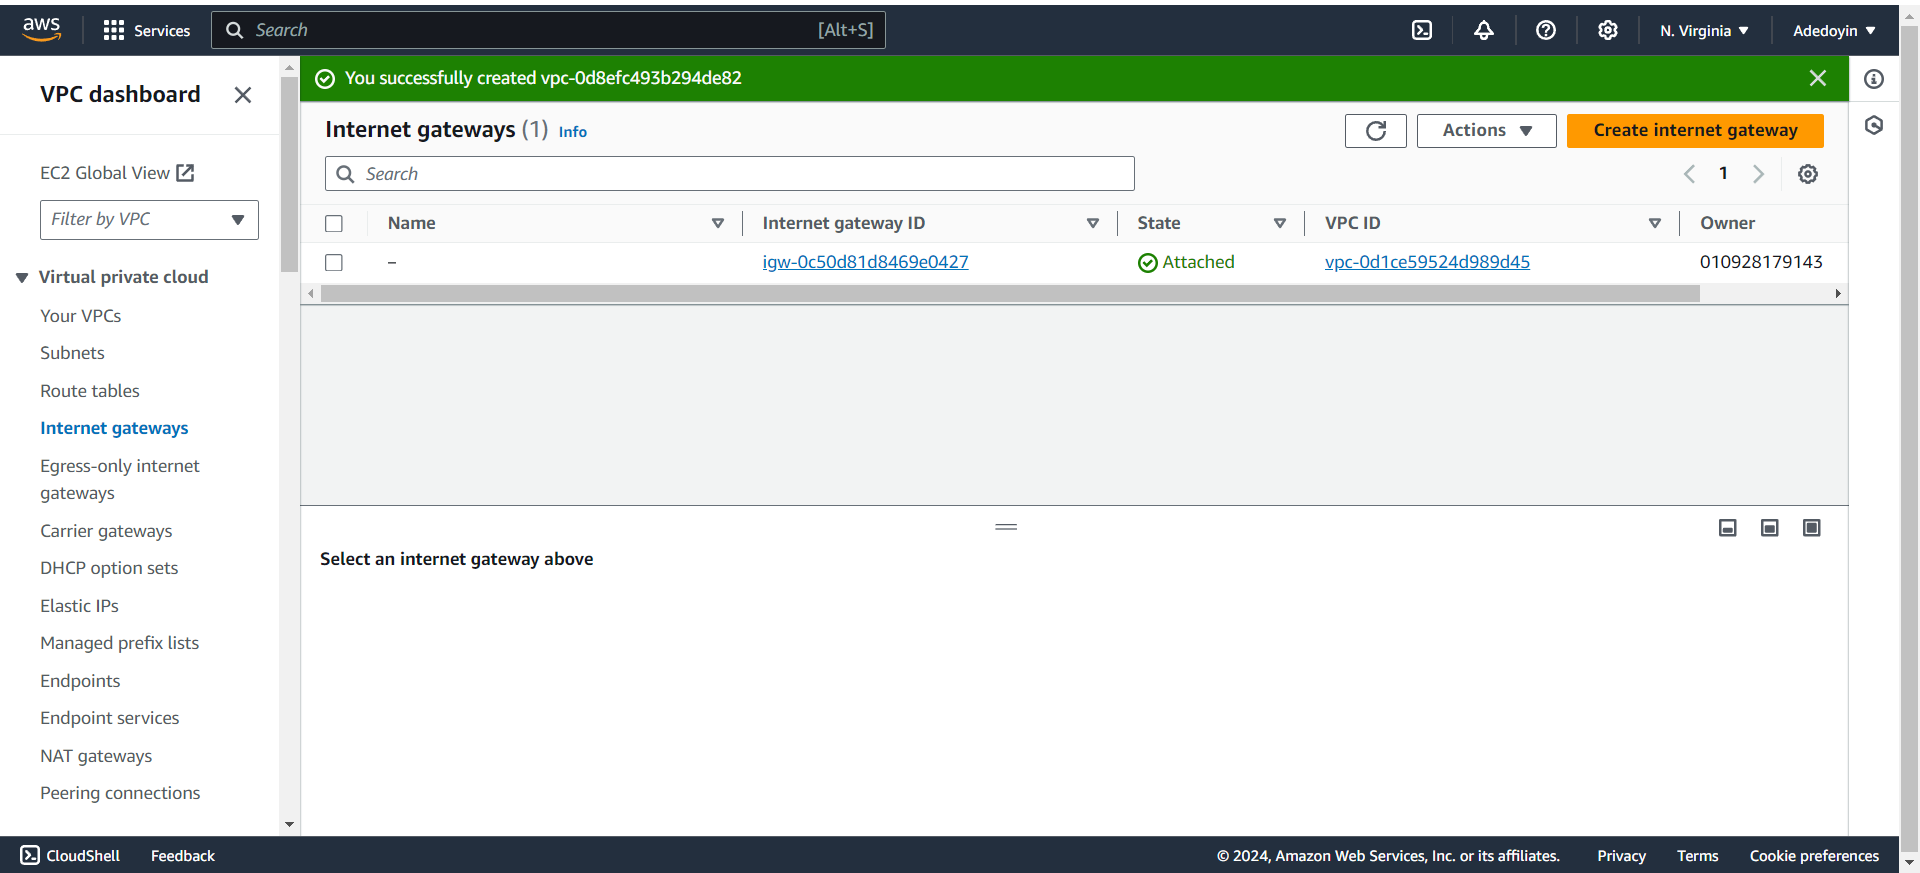 aws
Services
Search
[Alt+S]
N. Virginia
Adedoyin
VPC dashboard
EC2 Global View
Filter by VPC
Virtual private cloud
Your VPCs
Subnets
Route tables
Internet gateways
Egress-only internet
gateways
Carrier gateways
DHCP option sets
Elastic IPs
Managed prefix lists
Endpoints
Endpoint services
NAT gateways
Peering connections
You successfully created vpc-0d8efc493b294de82
Internet gateways (1) Info
Actions
Create internet gateway
Search
1
Name
Internet gateway ID
State
VPC ID
Owner
–
igw-0c50d81d8469e0427
Attached
vpc-0d1ce59524d989d45
010928179143
Select an internet gateway above
CloudShell
Feedback
© 2024, Amazon Web Services, Inc. or its affiliates.
Privacy
Terms
Cookie preferences